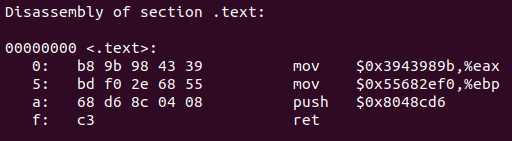 Disassembly of section .text:
00000000 <.text>:
0: b8 9b 98 43 39 mov $0x3943989b,%eax
5: bd f0 2e 68 55 mov $0x55682ef0,%ebp
a: 68 d6 8c 04 08 push $0x8048cd6
f: c3 ret